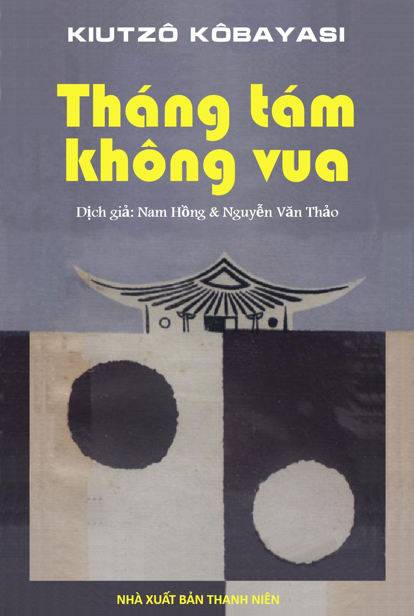 KIUTZÔ KÔBAYASI
Tháng tám
không vua
Dịch giả: Nam Hồng & Nguyễn Văn Thảo
NHÀ XUẤT BẢN THANH NIÊN